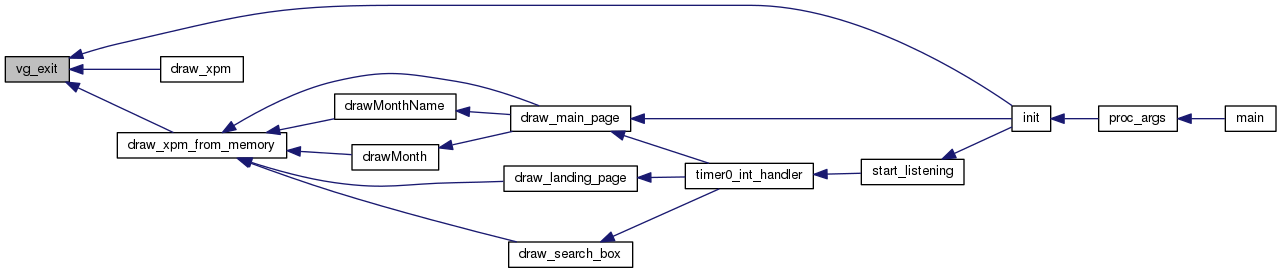 vg_exit
draw_xpm
draw_xpm_from_memory
drawMonthName
drawMonth
draw_main_page
draw_landing_page
draw_search_box
timer0_int_handler
start_listening
init
proc_args
main